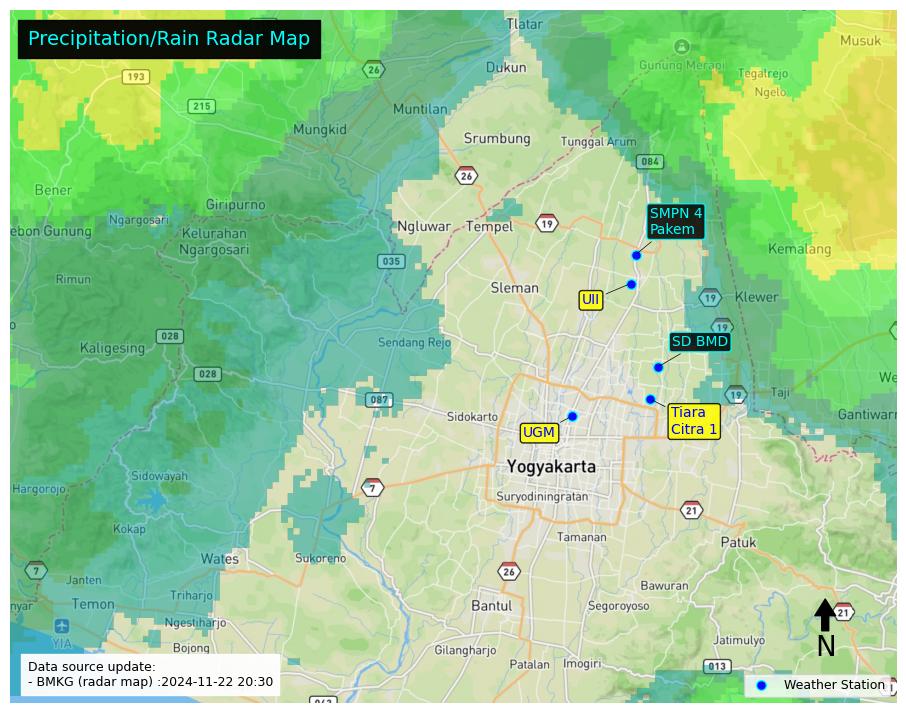 Precipitation/Rain Radar Map
Tlatar
Musuk
26
193
Gunung Merapi
Dukun
Tegalrejo
Ngelo
215
Muntilan
Mungkid
Srumbung
Tunggal Arum
084
26
Bener
Giripurno
Ngargosari
SMPN 4
Pakem
ebon Gunung
Kelurahan
Ngargosari
Ngluwar
Tempel
19
Kemalang
035
Rimun
Sleman
UII
19
Klewer
19
028
Kaligesing
Sendang Rejo
SD BMD
028
We
087
19
Taji
Sidokarto
Tiara
Citra 1
Gantiwarn
UGM
Yogyakarta
Sidowayah
Hargorojo
7
Suryodiningratan
21
Kokap
Tamanan
Patuk
Wates
Sukoreno
7
26
Janten
Triharjo
Bawuran
nyar
Temon
Bantul
Segoroyoso
21
Ngestiharjo
YIA
Jatimulyo
N
Bojong
Gilangharjo
Patalan
Imogiri
013
Data source update:
- BMKG (radar map) :2024-11-22 20:30
Weather Station